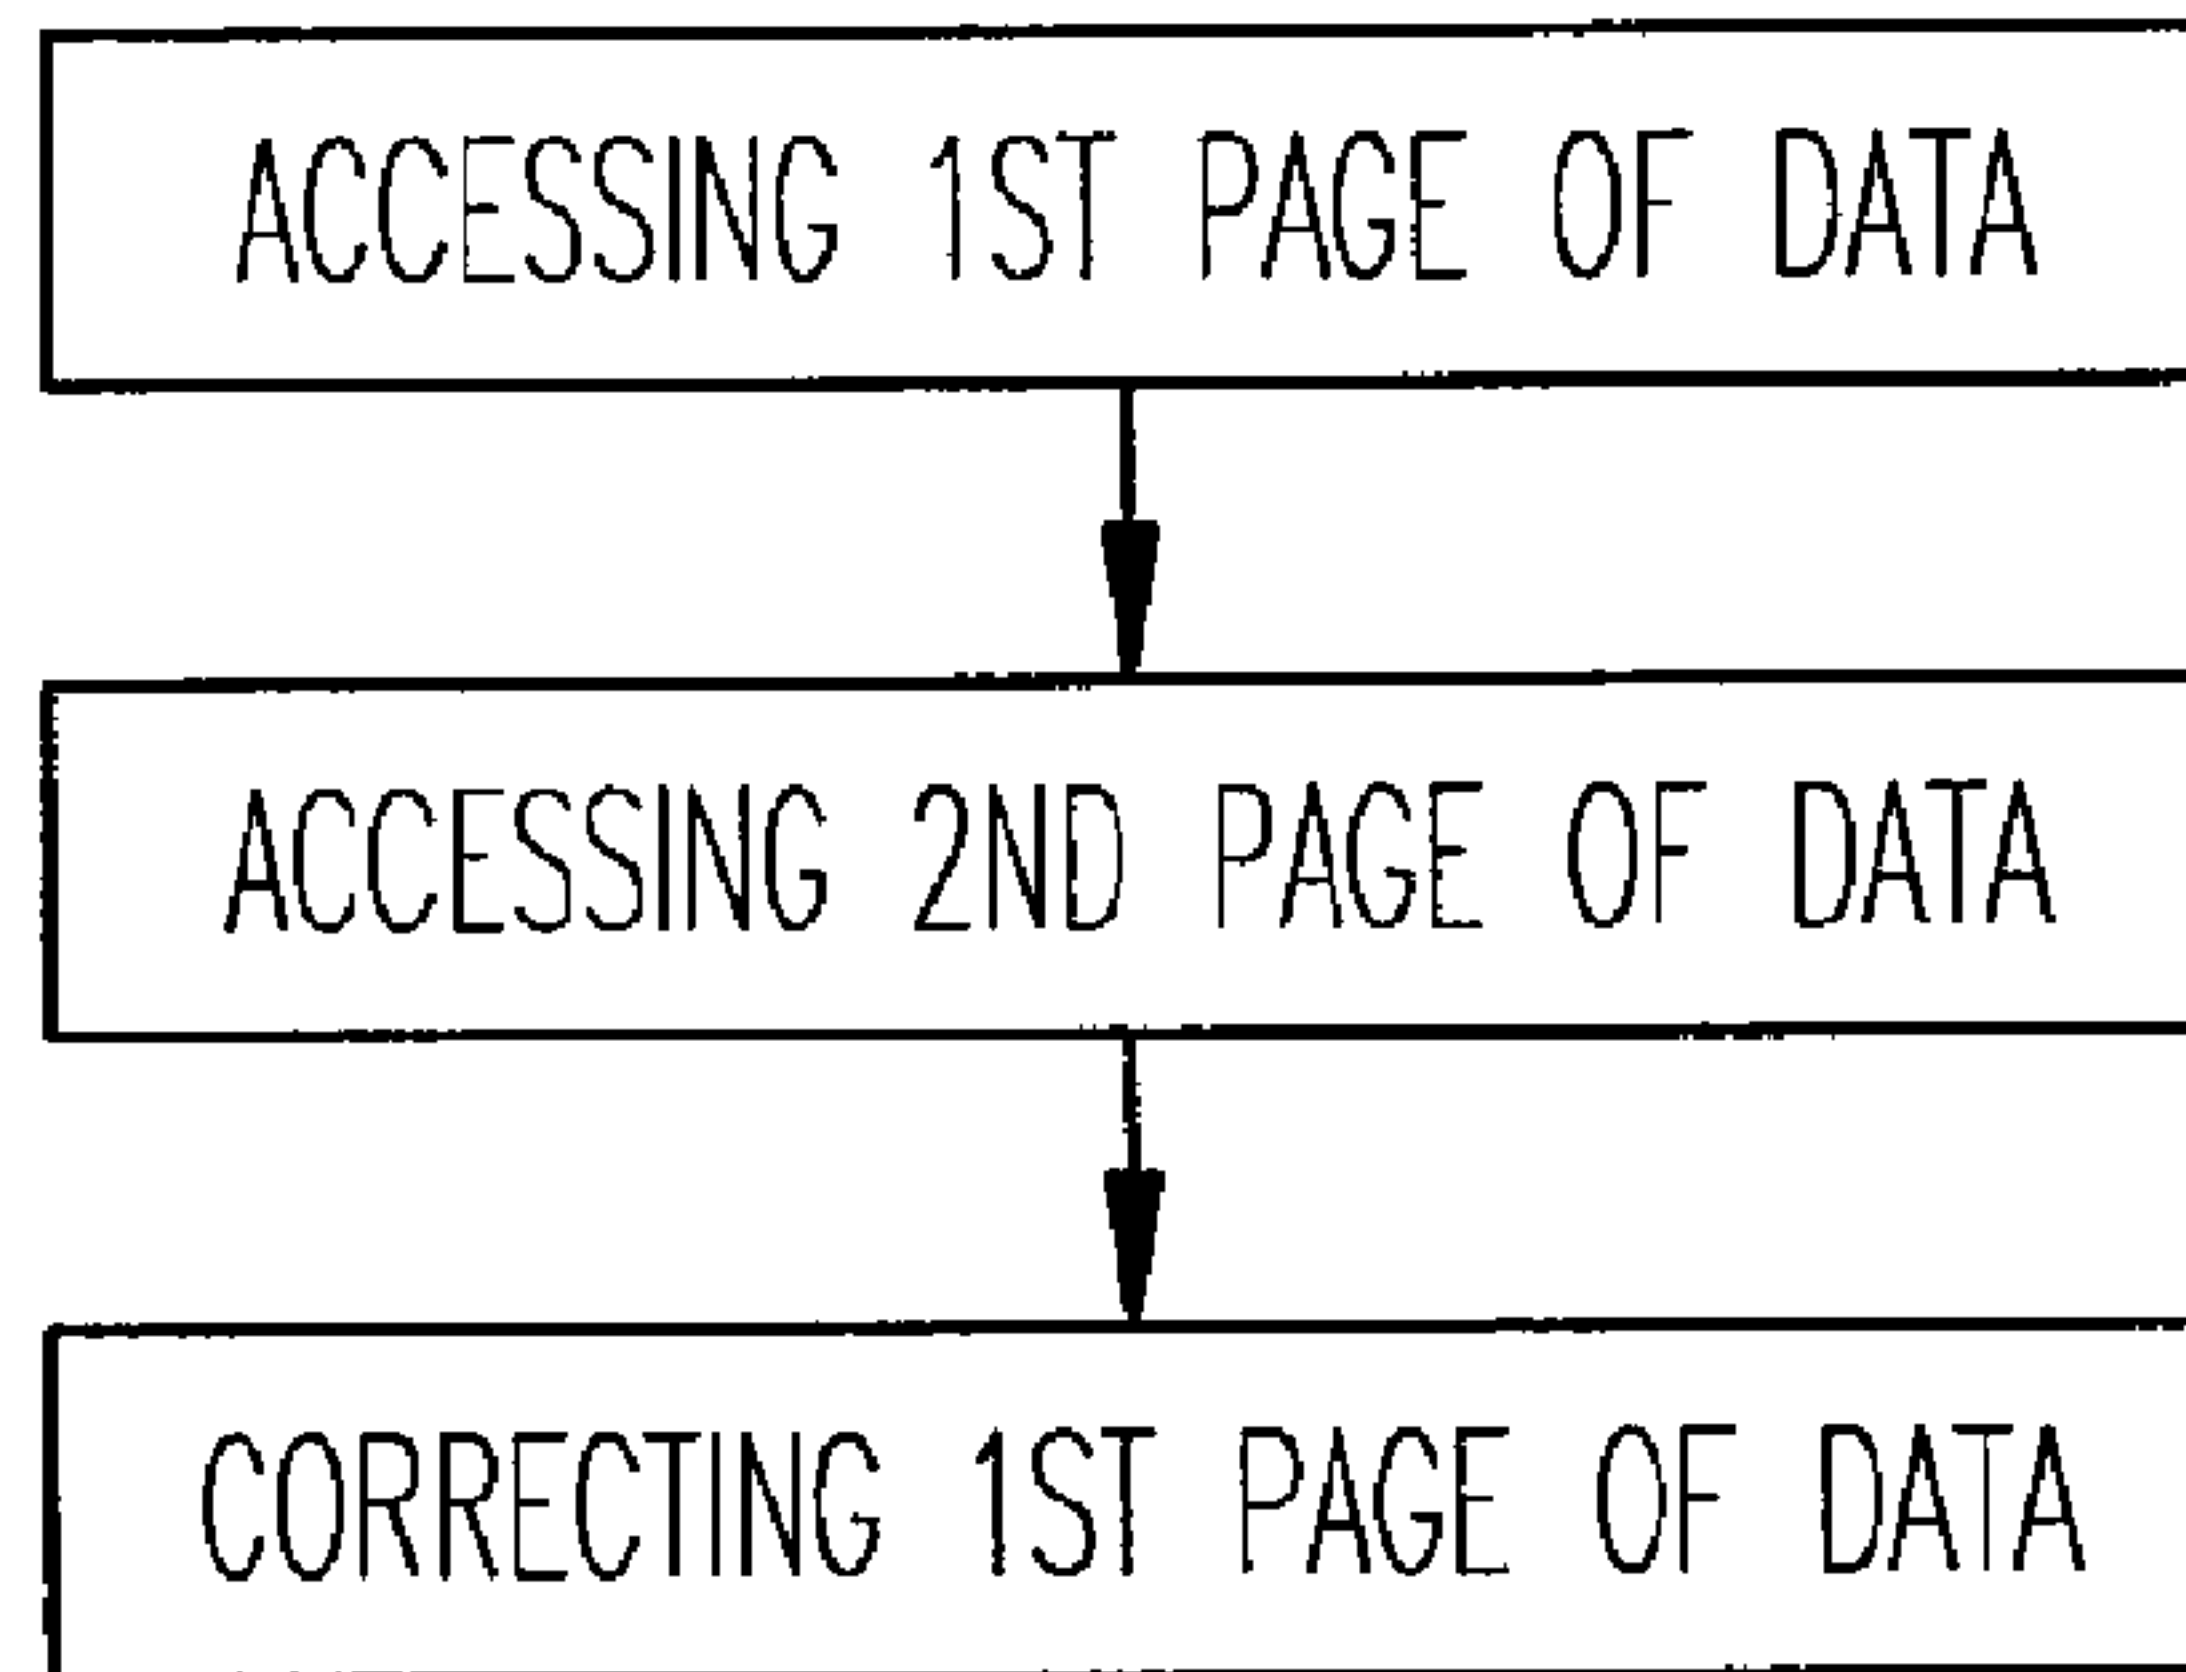 ACCESSING 1ST PAGE OF DATA
ACCESSING 2ND PAGE OF DATA
CORRECTING 1ST PAGE OF DATA